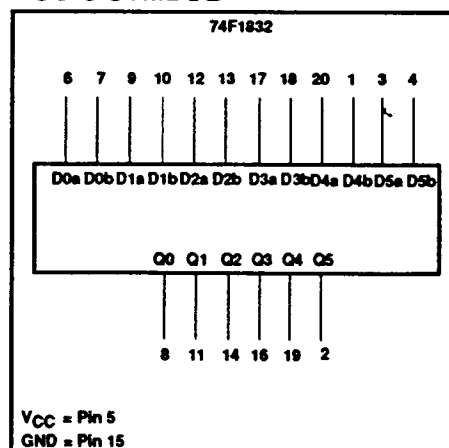 74F1832
6 7 9 10 12 13 17 18 20 1 3 4
D0a D0b D1a D1b D2a D2b D3a D3b D4a D4b D5a D5b
Q0 Q1 Q2 Q3 Q4 Q5
8 11 14 16 19 2
VCC = Pin 5
GND = Pin 15